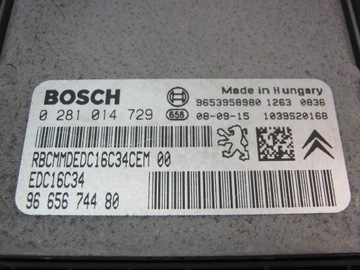 BOSCH
Made in Hungary
9653958980 1263 0836
0 281 014 729 656 08-09-15 1039S20168
RBCMMDEDC16C34CEM 00
EDC16C34
96 656 744 80